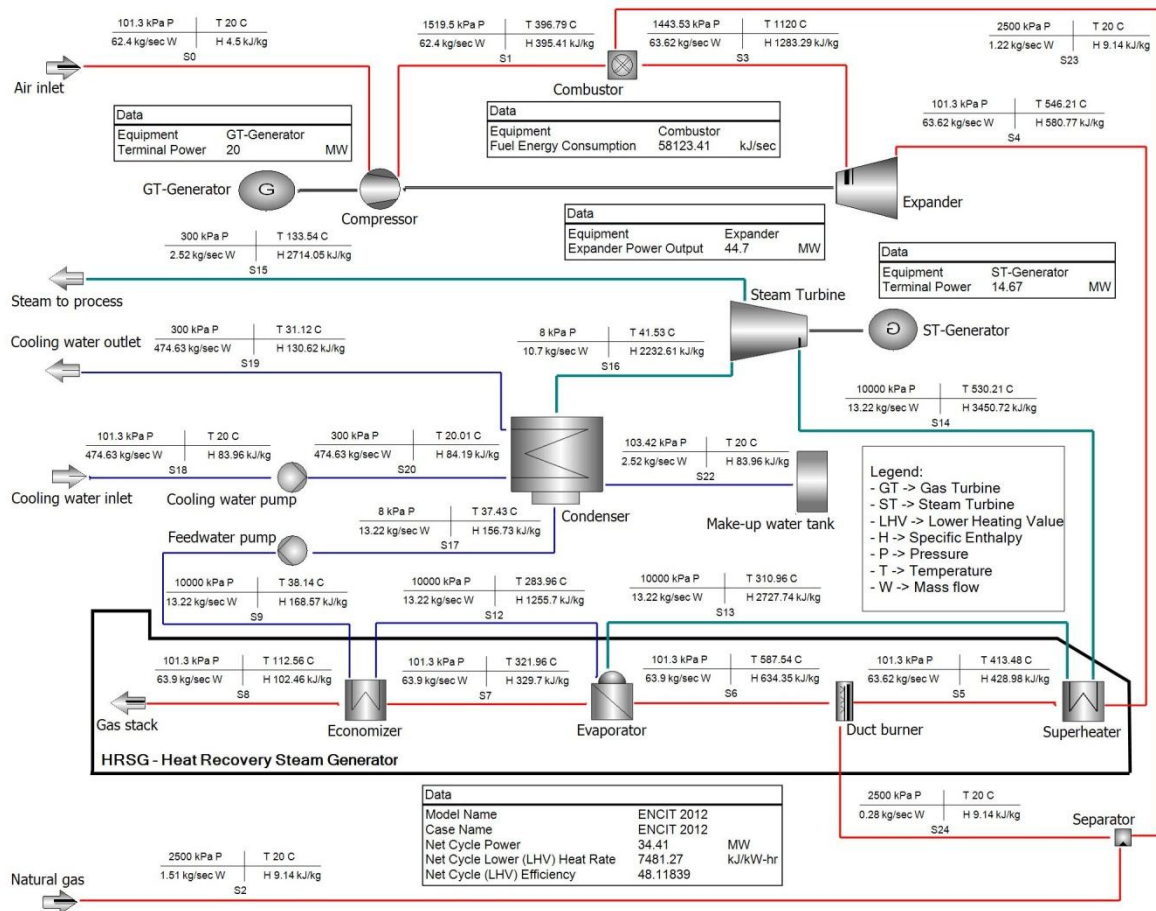 101.3 kPa P T 20 C
62.4 kg/sec W H 4.5 kJ/kg
S0
1519.5 kPa P T 396.79 C
62.4 kg/sec W H 395.41 kJ/kg
S1
1443.53 kPa P T 1120 C
63.62 kg/sec W H 1283.29 kJ/kg
S3
2500 kPa P T 20 C
1.22 kg/sec W H 9.14 kJ/kg
S23
Air inlet
Combustor
Data
Equipment GT-Generator
Terminal Power 20 MW
Data
Equipment Combustor
Fuel Energy Consumption 58123.41 kJ/sec
101.3 kPa P T 546.21 C
63.62 kg/sec W H 580.77 kJ/kg
S4
GT-Generator
G
Compressor
Expander
Data
Equipment Expander
Expander Power Output 44.7 MW
300 kPa P T 133.54 C
2.52 kg/sec W H 2714.05 kJ/kg
S15
Steam to process
Data
Equipment ST-Generator
Terminal Power 14.67 MW
Steam Turbine
G
ST-Generator
Cooling water outlet
300 kPa P T 31.12 C
474.63 kg/sec W H 130.62 kJ/kg
S19
8 kPa P T 41.53 C
10.7 kg/sec W H 2232.61 kJ/kg
S16
10000 kPa P T 530.21 C
13.22 kg/sec W H 3450.72 kJ/kg
S14
101.3 kPa P T 20 C
474.63 kg/sec W H 83.96 kJ/kg
S18
300 kPa P T 20.01 C
474.63 kg/sec W H 84.19 kJ/kg
S20
103.42 kPa P T 20 C
2.52 kg/sec W H 83.96 kJ/kg
S22
Cooling water inlet
Cooling water pump
Condenser
Make-up water tank
Legend:
- GT -> Gas Turbine
- ST -> Steam Turbine
- LHV -> Lower Heating Value
- H -> Specific Enthalpy
- P -> Pressure
- T -> Temperature
- W -> Mass flow
Feedwater pump
8 kPa P T 37.43 C
13.22 kg/sec W H 156.73 kJ/kg
S17
10000 kPa P T 38.14 C
13.22 kg/sec W H 168.57 kJ/kg
S9
10000 kPa P T 283.96 C
13.22 kg/sec W H 1255.7 kJ/kg
S12
10000 kPa P T 310.96 C
13.22 kg/sec W H 2727.74 kJ/kg
S13
101.3 kPa P T 112.56 C
63.9 kg/sec W H 102.46 kJ/kg
S8
101.3 kPa P T 321.96 C
63.9 kg/sec W H 329.7 kJ/kg
S7
101.3 kPa P T 587.54 C
63.9 kg/sec W H 634.35 kJ/kg
S6
101.3 kPa P T 413.48 C
63.62 kg/sec W H 428.98 kJ/kg
S5
Gas stack
Economizer
Evaporator
Duct burner
Superheater
HRSG - Heat Recovery Steam Generator
Data
Model Name ENCIT 2012
Case Name ENCIT 2012
Net Cycle Power 34.41 MW
Net Cycle Lower (LHV) Heat Rate 7481.27 kJ/kW-hr
Net Cycle (LHV) Efficiency 48.11839
2500 kPa P T 20 C
0.28 kg/sec W H 9.14 kJ/kg
S24
Separator
2500 kPa P T 20 C
1.51 kg/sec W H 9.14 kJ/kg
S2
Natural gas